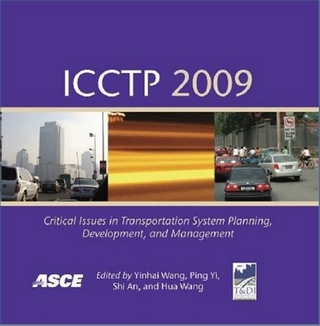 ICCTP 2009
Critical Issues in Transportation System Planning,
Development, and Management
ASCE
Edited by Yinhai Wang, Ping Yi,
Shi An, and Hua Wang
T&DI